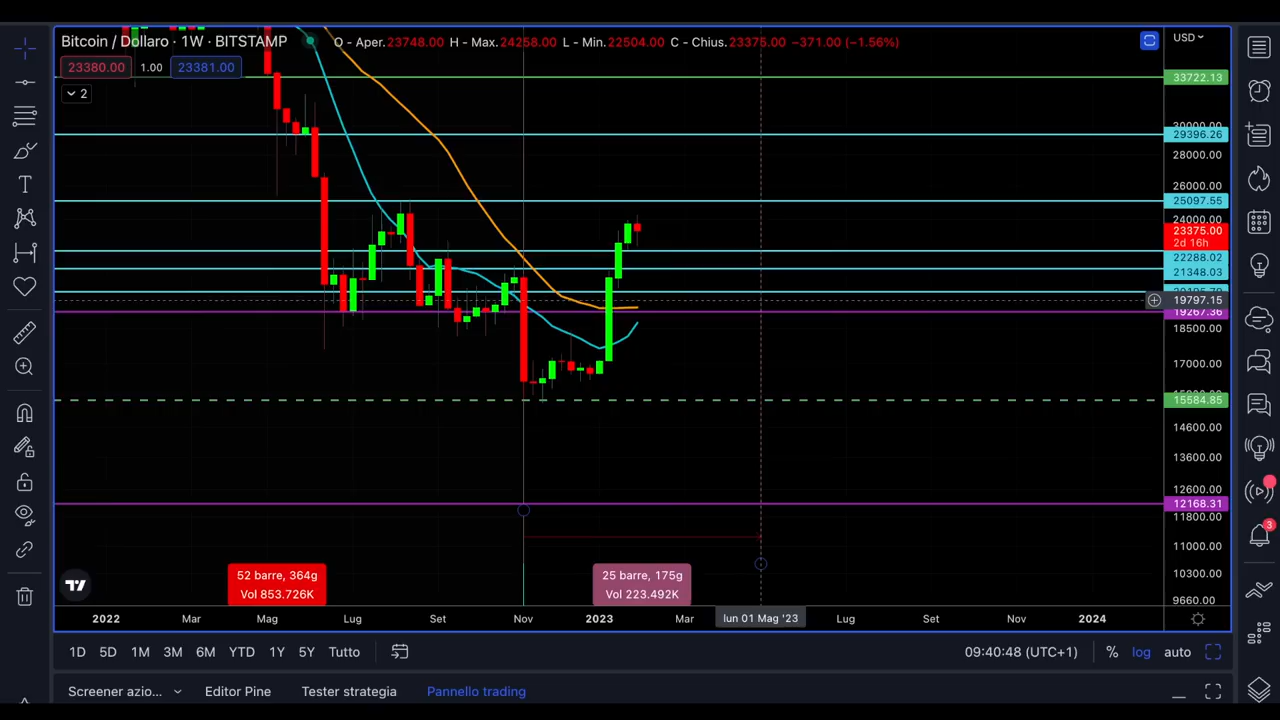 Bitcoin / Dollaro · 1W · BITSTAMP
O - Aper.23748.00 H - Max.24258.00 L - Min.22504.00 C - Chius.23375.00 −371.00 (−1.56%)
USD
23380.00 1.00 23381.00
2
33722.13
30000.00
29396.26
28000.00
26000.00
25097.55
24000.00
23375.00
2d 16h
22288.02
21348.03
19797.15
19267.36
18500.00
17000.00
15584.85
14600.00
13600.00
12600.00
12168.31
11800.00
11000.00
10300.00
9660.00
52 barre, 364g
Vol 853.726K
25 barre, 175g
Vol 223.492K
3
2022 Mar Mag Lug Set Nov 2023 Mar lun 01 Mag '23 Lug Set Nov 2024
1D 5D 1M 3M 6M YTD 1Y 5Y Tutto 09:40:48 (UTC+1) % log auto
Screener azio... Editor Pine Tester strategia Pannello trading